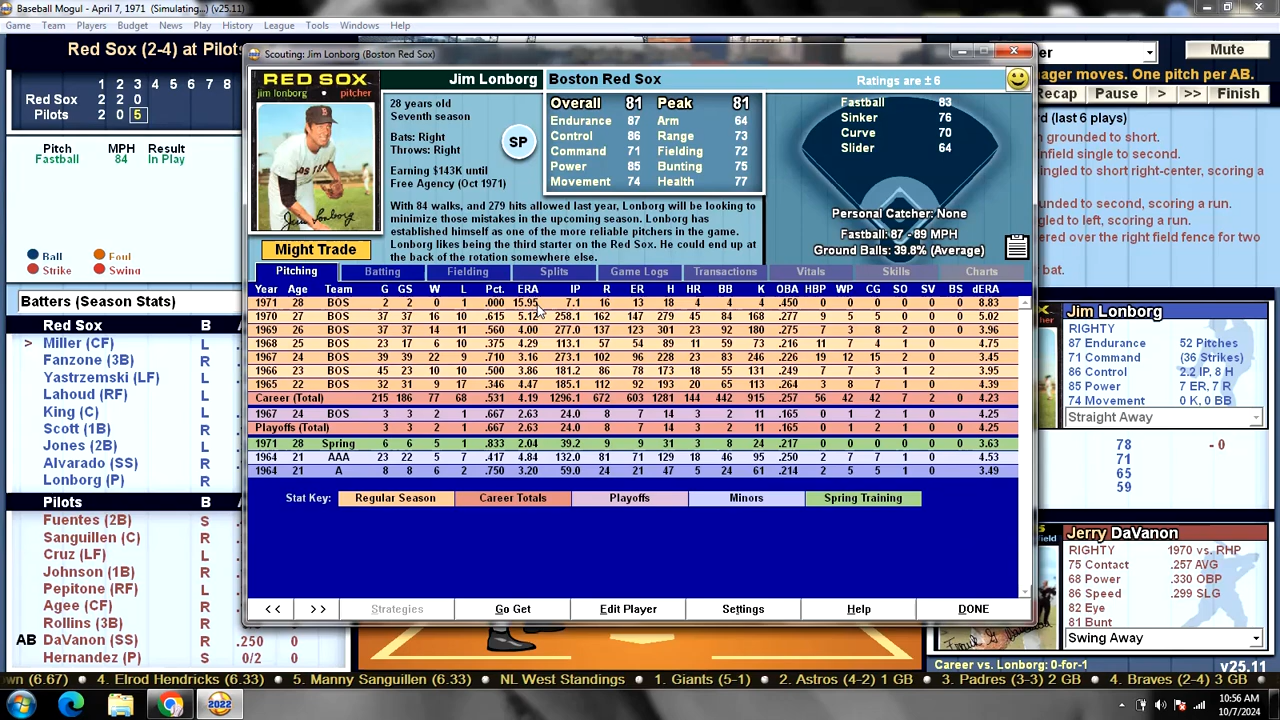 Baseball Mogul - April 7, 1971 (Simulating...) (v25.11)
Game Team Players Budget News Play History League Tools Windows Help
Red Sox (2-4) at Pilots
1 2 3 4 5 6 7 8
Red Sox 2 2 0
Pilots 2 0 5
Pitch MPH Result
Fastball 84 In Play
Ball Foul
Strike Swing
Batters (Season Stats)
Red Sox B
> Miller (CF) L
Fanzone (3B) R
Yastrzemski (LF) L
Lahoud (RF) L
King (C) L
Scott (1B) R
Jones (2B) R
Alvarado (SS) R
Lonborg (P) R
Pilots B
Fuentes (2B) S
Sanguillen (C) R
Cruz (LF) L
Johnson (1B) R
Pepitone (RF) L
Agee (CF) R
Rollins (3B) R
AB DaVanon (SS) R .250 0
Hernandez (P) S 0/2 0
Scouting: Jim Lonborg (Boston Red Sox)
RED SOX
jim lonborg • pitcher
Jim Lonborg
Boston Red Sox
Ratings are ± 6
28 years old
Seventh season
Bats: Right
Throws: Right
Earning $143K until
Free Agency (Oct 1971)
SP
Overall 81 Peak 81
Endurance 87 Arm 64
Control 86 Range 73
Command 71 Fielding 72
Power 85 Bunting 75
Movement 74 Health 77
Fastball 83
Sinker 76
Curve 70
Slider 64
Personal Catcher: None
Fastball: 87 - 89 MPH
Ground Balls: 39.8% (Average)
With 84 walks, and 279 hits allowed last year, Lonborg will be looking to
minimize those mistakes in the upcoming season. Lonborg has
established himself as one of the more reliable pitchers in the game.
Lonborg likes being the third starter on the Red Sox. He could end up at
the back of the rotation somewhere else.
Might Trade
Pitching Batting Fielding Splits Game Logs Transactions Vitals Skills Charts
Year Age Team G GS W L Pct. ERA IP R ER H HR BB K OBA HBP WP CG SO SV BS dERA
1971 28 BOS 2 2 0 1 .000 15.95 7.1 16 13 18 4 4 4 .450 0 0 0 0 0 0 8.83
1970 27 BOS 37 37 16 10 .615 5.12 258.1 162 147 279 45 84 168 .267 9 5 5 0 0 0 5.02
1969 26 BOS 37 37 14 11 .560 4.00 277.0 137 123 301 23 92 180 .275 7 3 8 2 0 0 3.96
1968 25 BOS 23 17 6 10 .375 4.29 113.1 57 54 89 11 59 73 .216 11 7 4 1 0 0 4.75
1967 24 BOS 39 39 22 9 .710 3.16 273.1 102 96 228 23 83 246 .226 19 12 15 2 0 0 3.45
1966 23 BOS 45 23 10 10 .500 3.86 181.2 86 78 173 18 55 131 .249 7 7 3 1 2 0 3.95
1965 22 BOS 32 31 9 17 .346 4.47 185.1 112 92 193 20 65 113 .264 3 8 7 1 0 0 4.39
Career (Total) 215 186 77 68 .531 4.19 1296.1 672 603 1281 144 442 915 .257 56 42 42 7 2 0 4.23
1967 24 BOS 3 3 2 1 .667 2.63 24.0 8 7 14 3 2 11 .165 0 1 2 1 0 0 4.25
Playoffs (Total) 3 3 2 1 .667 2.63 24.0 8 7 14 3 2 11 .165 0 1 2 1 0 0 4.25
1971 28 Spring 6 6 5 1 .833 2.04 39.2 9 9 31 3 8 24 .217 0 0 0 0 0 0 3.63
1964 21 AAA 23 22 5 7 .417 4.84 132.0 81 71 129 18 46 95 .250 2 7 7 1 0 0 4.53
1964 21 A 8 8 6 2 .750 3.20 59.0 24 21 47 5 24 61 .214 2 5 5 1 0 0 3.49
Stat Key: Regular Season Career Totals Playoffs Minors Spring Training
<< >> Strategies Go Get Edit Player Settings Help DONE
Mute
nager moves. One pitch per AB.
Recap Pause > >> Finish
(last 6 plays)
grounded to short.
infield single to second.
singled to short right-center, scoring a
unded to second, scoring a run.
gled to left, scoring a run.
ered over the right field fence for two
bat.
Jim Lonborg
RIGHTY
87 Endurance 52 Pitches
71 Command (36 Strikes)
86 Control 2.2 IP, 8 H
85 Power 7 ER, 7 R
74 Movement 0 K, 0 BB
Straight Away
78 - 0
71
65
59
Jerry DaVanon
RIGHTY 1970 vs. RHP
75 Contact .257 AVG
68 Power .330 OBP
86 Speed .299 SLG
82 Eye
81 Bunt
Swing Away
Career vs. Lonborg: 0-for-1
v25.11
own (6.67) • 4. Elrod Hendricks (6.33) • 5. Manny Sanguillen (6.33) • NL West Standings • 1. Giants (5-1) • 2. Astros (4-2) 1 GB • 3. Padres (3-3) 2 GB • 4. Braves (2-4) 3 GB
2022
10:56 AM
10/7/2024